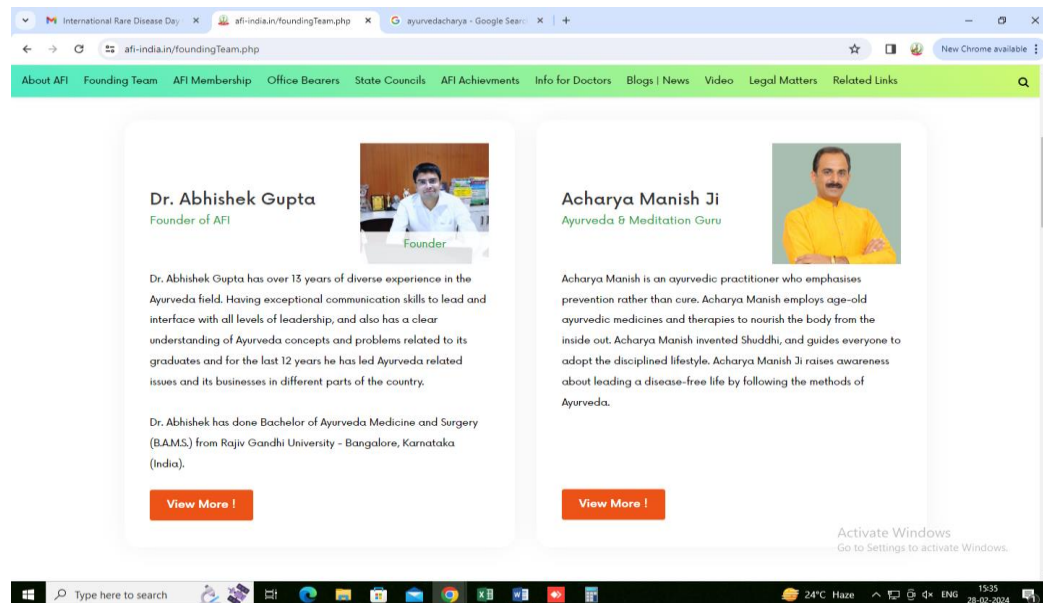 International Rare Disease Day
afi-india.in/foundingTeam.php
ayurvedacharya - Google Sear
afi-india.in/foundingTeam.php
New Chrome available
About AFI Founding Team AFI Membership Office Bearers State Councils AFI Achievments Info for Doctors Blogs | News Video Legal Matters Related Links
Dr. Abhishek Gupta
Founder of AFI
Founder
Dr. Abhishek Gupta has over 13 years of diverse experience in the
Ayurveda field. Having exceptional communication skills to lead and
interface with all levels of leadership, and also has a clear
understanding of Ayurveda concepts and problems related to its
graduates and for the last 12 years he has led Ayurveda related
issues and its businesses in different parts of the country.
Dr. Abhishek has done Bachelor of Ayurveda Medicine and Surgery
(B.A.M.S.) from Rajiv Gandhi University - Bangalore, Karnataka
(India).
View More !
Acharya Manish Ji
Ayurveda & Meditation Guru
Acharya Manish is an ayurvedic practitioner who emphasises
prevention rather than cure. Acharya Manish employs age-old
ayurvedic medicines and therapies to nourish the body from the
inside out. Acharya Manish invented Shuddhi, and guides everyone to
adopt the disciplined lifestyle. Acharya Manish Ji raises awareness
about leading a disease-free life by following the methods of
Ayurveda.
View More !
Activate Windows
Go to Settings to activate Windows.
Type here to search
24°C Haze
ENG
15:35
28-02-2024